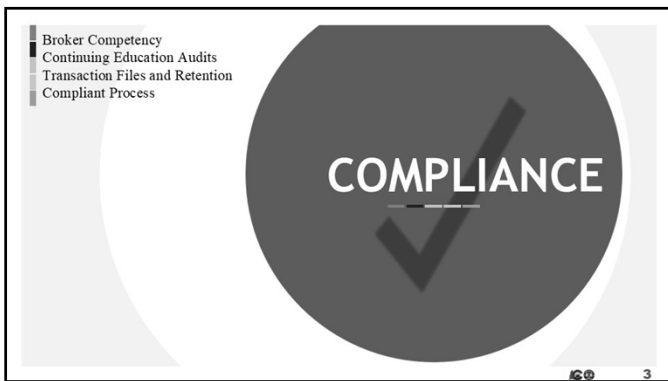 Broker Competency
Continuing Education Audits
Transaction Files and Retention
Compliant Process
COMPLIANCE
3